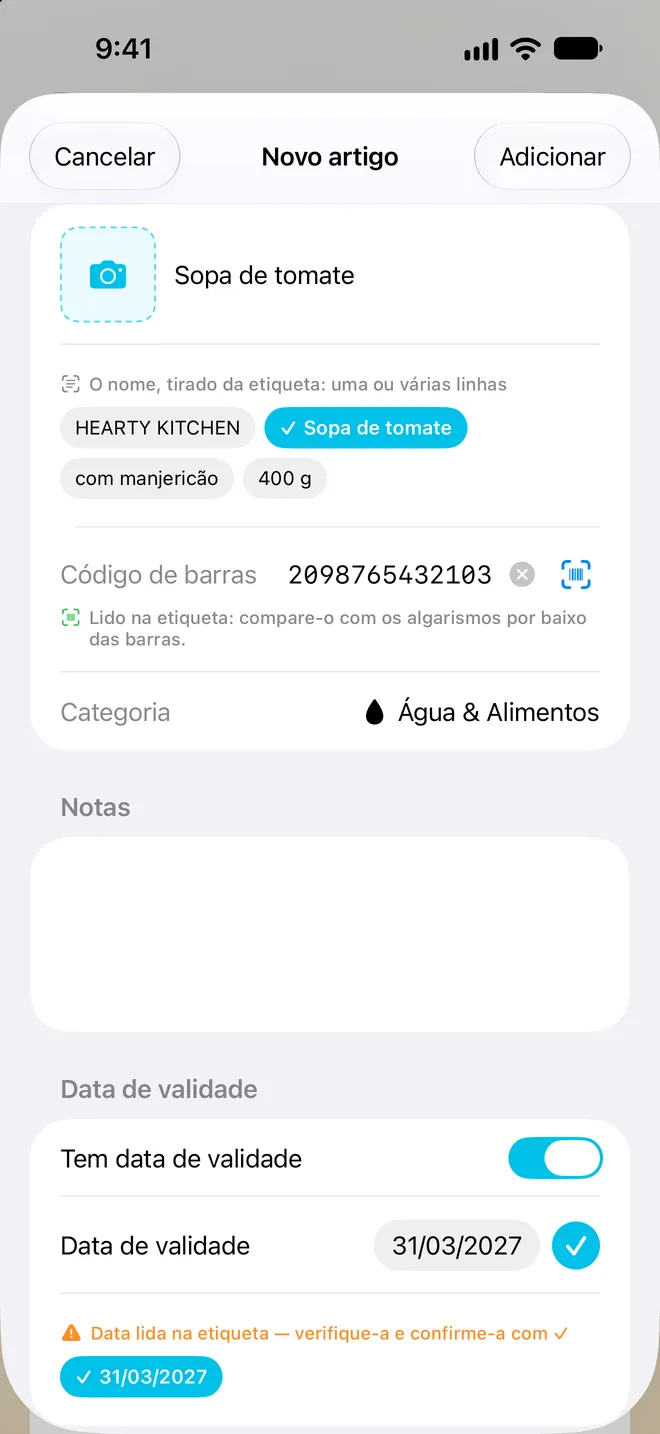 9:41
Cancelar
Novo artigo
Adicionar
Sopa de tomate
O nome, tirado da etiqueta: uma ou várias linhas
HEARTY KITCHEN
✓ Sopa de tomate
com manjericão
400 g
Código de barras
2098765432103
Lido na etiqueta: compare-o com os algarismos por baixo
das barras.
Categoria
Água & Alimentos
Notas
Data de validade
Tem data de validade
Data de validade
31/03/2027
Data lida na etiqueta — verifique-a e confirme-a com ✓
✓ 31/03/2027